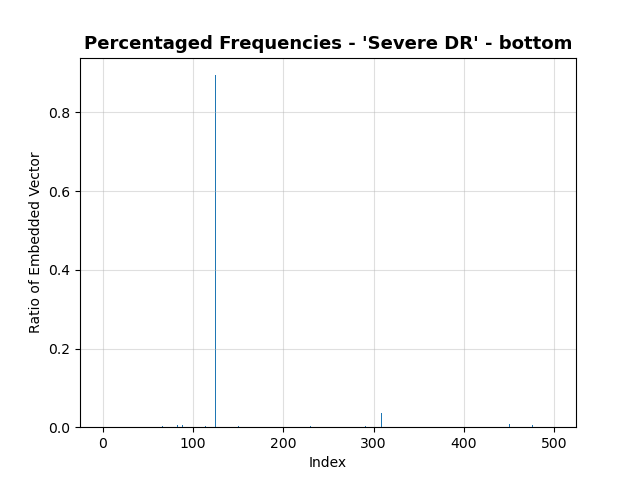 Percentaged Frequencies - 'Severe DR' - bottom
Ratio of Embedded Vector
0.8
0.6
0.4
0.2
0.0
0 100 200 300 400 500
Index